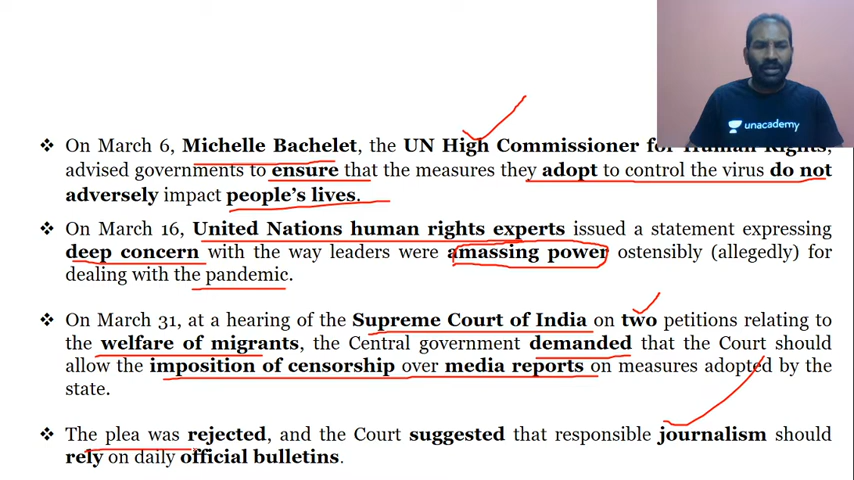 unacademy
❖ On March 6, Michelle Bachelet, the UN High Commissioner for Human Rights,
advised governments to ensure that the measures they adopt to control the virus do not
adversely impact people's lives.
❖ On March 16, United Nations human rights experts issued a statement expressing
deep concern with the way leaders were amassing power ostensibly (allegedly) for
dealing with the pandemic.
❖ On March 31, at a hearing of the Supreme Court of India on two petitions relating to
the welfare of migrants, the Central government demanded that the Court should
allow the imposition of censorship over media reports on measures adopted by the
state.
❖ The plea was rejected, and the Court suggested that responsible journalism should
rely on daily official bulletins.